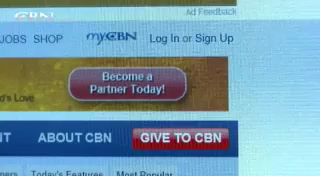 CBN
Ad Feedback
JOBS SHOP
myCBN
Log In or Sign Up
Become a
Partner Today!
d's Love
ABOUT CBN
GIVE TO CBN
Today's Features
Most Popular